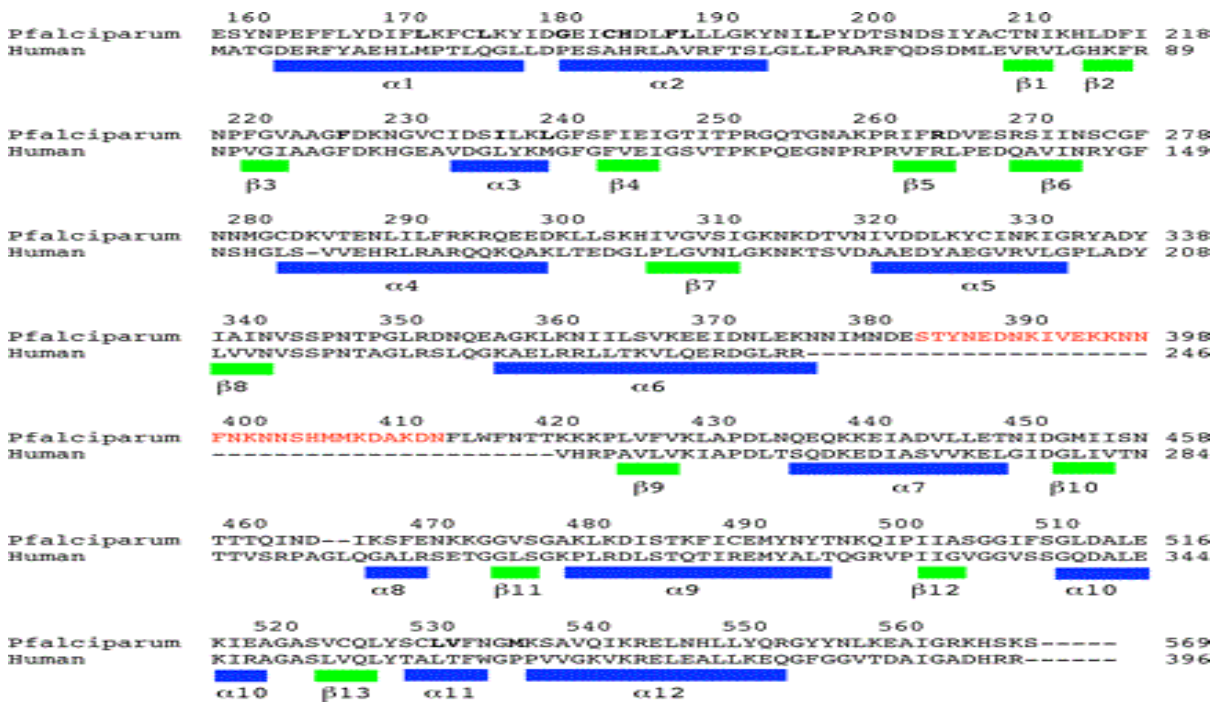 160 170 180 190 200 210
Pfalciparum ESYNPEFFLYDIFLKFCLKYIDGEICHDLFLLLGKYNILPYDTSNDSIYACTNIKHLDFI 218
Human MATGDERFYAEHLMPTLQGLLDPESAHRLAVRFTSLGLLPRARFQDSDMLEVRVLGHKFR 89
α1 α2 β1 β2
220 230 240 250 260 270
Pfalciparum NPFGVAAGFDKNGVCIDSILKLGFSFIEIGTITPRGQTGNAKPRIFRDVESRSIINSCGF 278
Human NPVGIAAGFDKHGEAVDGLYKMGFGFVEIGSVTPKPQEGNPRPRVFRLPEDQAVINRYGF 149
β3 α3 β4 β5 β6
280 290 300 310 320 330
Pfalciparum NNMGCDKVTENLILFRKRQEEDKLLSKHIVGVSIGKNKDTVNIVDDLKYCINKIGRYADY 338
Human NSHGLS-VVEHRLRARQQKQAKLTEDGLPLGVNLGKNKTSVDAAEDYAEGVRVLGPLADY 208
α4 β7 α5
340 350 360 370 380 390
Pfalciparum IAINVSSPNTPGLRDNQEAGKLKNIILSVKEEIDNLEKNNIMNDESTYNEDNKIVEKKNN 398
Human LVVNVSSPNTAGLRSLQGKAELRRLLTKVLQERDGLRR---------------------- 246
β8 α6
400 410 420 430 440 450
Pfalciparum FNKNNSHMMKDAKDNFLWFNTTKKKPLVFVKLAPDLNQEQKKEIADVLLETNIDGMIISN 458
Human ----------------------VHRPAVLVKIAPDLTSQDKEDIASVVKELGIDGLIVTN 284
β9 α7 β10
460 470 480 490 500 510
Pfalciparum TTTQIND--IKSFENKKGGVSGAKLKDISTKFICEMYNYTNKQIPIIASGGIFSGLDALE 516
Human TTVSRPAGLQGALRSETGGLSGKPLRDLSTQTIREMYALTQGRVPIIGVGGVSSGQDALE 344
α8 β11 α9 β12 α10
520 530 540 550 560
Pfalciparum KIEAGASVCQLYSCLVFNGMKSAVQIKRELNHLLYQRGYYNLKEAIGRKHSKS----- 569
Human KIRAGASLVQLYTALTFWGPPVVGKVKRELEALLKEQGFGGVTDAIGADHRR------ 396
α10 β13 α11 α12